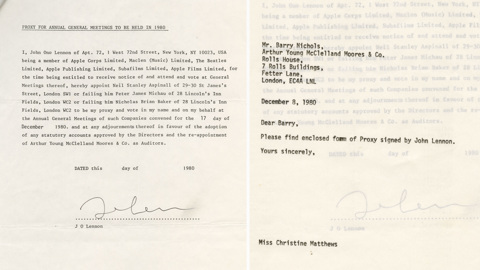 PROXY FOR ANNUAL GENERAL MEETINGS TO BE HELD IN 1980
I, John Ono Lennon of Apt. 72, 1 West 72nd Street, New York, NY 10023, USA
being a member of Apple Corps Limited, Maclen (Music) Limited, The Beatles
Limited, Apple Publishing Limited, Subafilms Limited, Apple Films Limited, for
the time being entitled to receive notice of and attend and vote at General
Meetings thereof, hereby appoint Neil Stanley Aspinall of 29-30 St James's
Street, London SW1 or failing him Peter James Michael of 28 Lincoln's Inn
Fields, London WC2 or failing him Nicholas Brian Baker of 28 Lincoln's Inn
Fields, London WC2 to be my proxy and vote in my name and on my behalf at
the Annual General Meeting of such Companies convened for the 17 day of
December 1980, and at any adjournments thereof in favour of the adoption
of any statutory accounts approved by the Directors and the re-appointment
of Arthur Young McClelland Moores & Co. as Auditors.
DATED this day of 1980
J O Lennon
Mr. Barry Nichols,
Arthur Young McClelland Moores & Co.
Rolls House,
7 Rolls Buildings,
Fetter Lane,
London, EC4A 1NL
December 8, 1980
Dear Barry,
Please find enclosed form of Proxy signed by John Lennon.
Yours sincerely,
DATED this day of
J O Lennon
Miss Christine Matthews